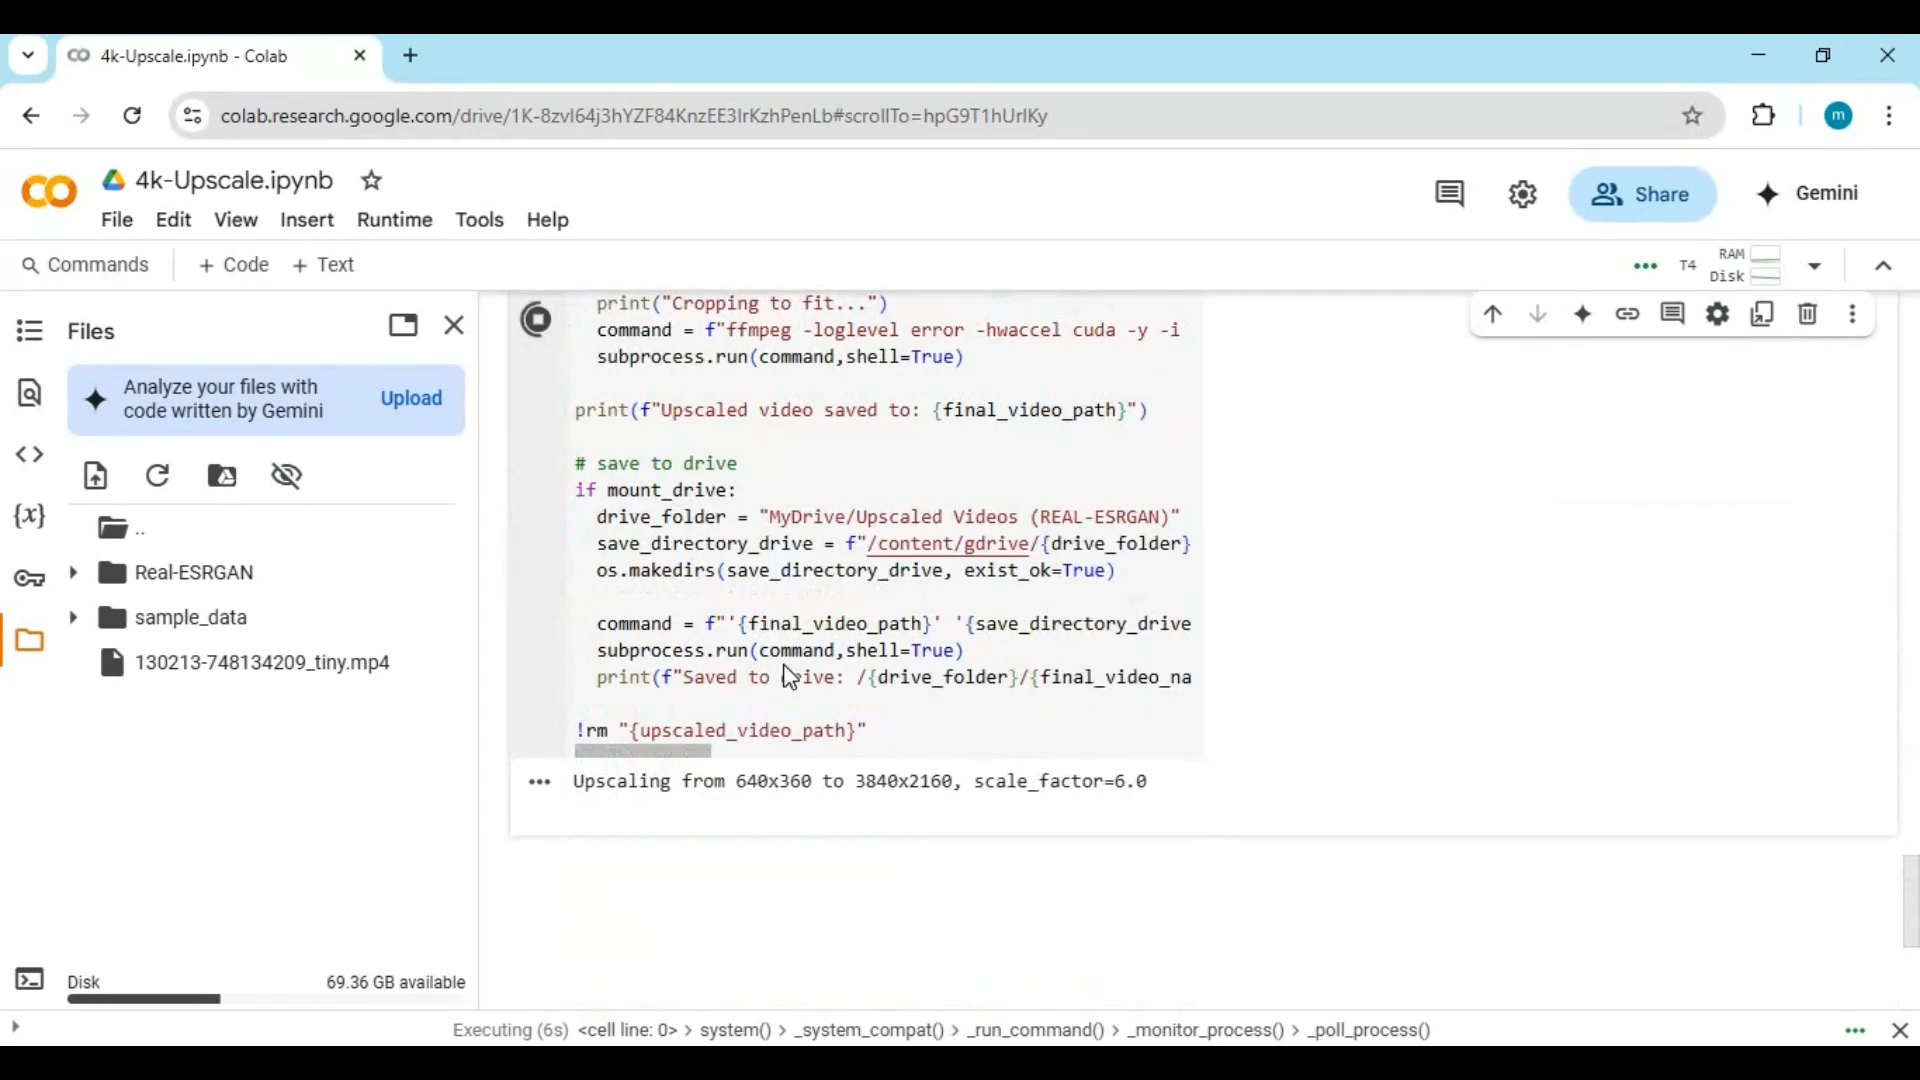 4k-Upscale.ipynb - Colab
colab.research.google.com/drive/1K-8zvI64j3hYZF84KnzEE3IrKzhPenLb#scrollTo=hpG9T1hUrIKy
m
4k-Upscale.ipynb
File Edit View Insert Runtime Tools Help
Share
Gemini
Commands + Code + Text
T4
RAM
Disk
Files
Analyze your files with
code written by Gemini
Upload
..
Real-ESRGAN
sample_data
130213-748134209_tiny.mp4
Disk 69.36 GB available
print("Cropping to fit...")
command = f"ffmpeg -loglevel error -hwaccel cuda -y -i
subprocess.run(command,shell=True)
print(f"Upscaled video saved to: {final_video_path}")
# save to drive
if mount_drive:
drive_folder = "MyDrive/Upscaled Videos (REAL-ESRGAN)"
save_directory_drive = f"/content/gdrive/{drive_folder}
os.makedirs(save_directory_drive, exist_ok=True)
command = f"'{final_video_path}' '{save_directory_drive
subprocess.run(command,shell=True)
print(f"Saved to drive: /{drive_folder}/{final_video_na
!rm "{upscaled_video_path}"
Upscaling from 640x360 to 3840x2160, scale_factor=6.0
Executing (6s) <cell line: 0> > system() > _system_compat() > _run_command() > _monitor_process() > _poll_process()